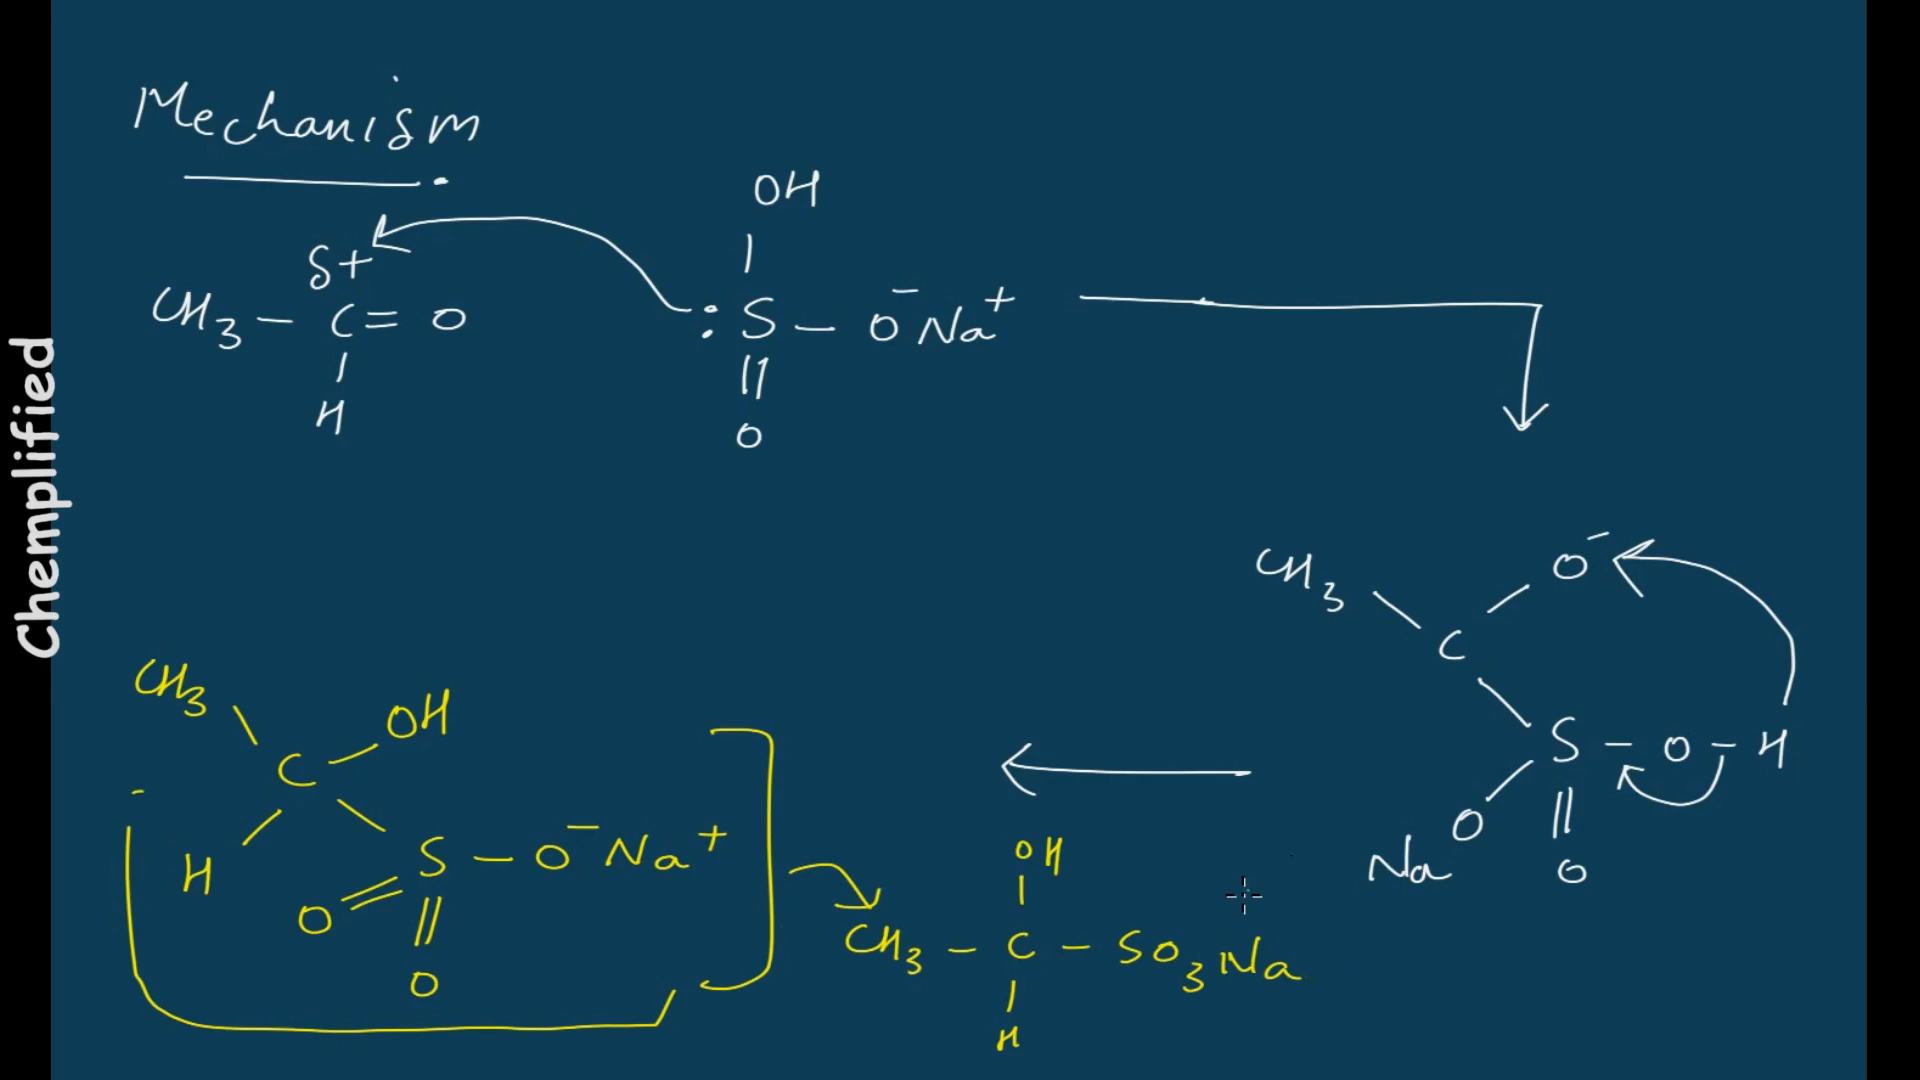 Chemplified
Mechanism
OH
δ+
CH3 – C = O
:S – O⁻Na⁺
H
O
CH3
O⁻
C
S – O – H
O
Na
O
CH3
OH
C
H
S – O⁻Na⁺
O
O
OH
CH3 – C – SO3Na
H